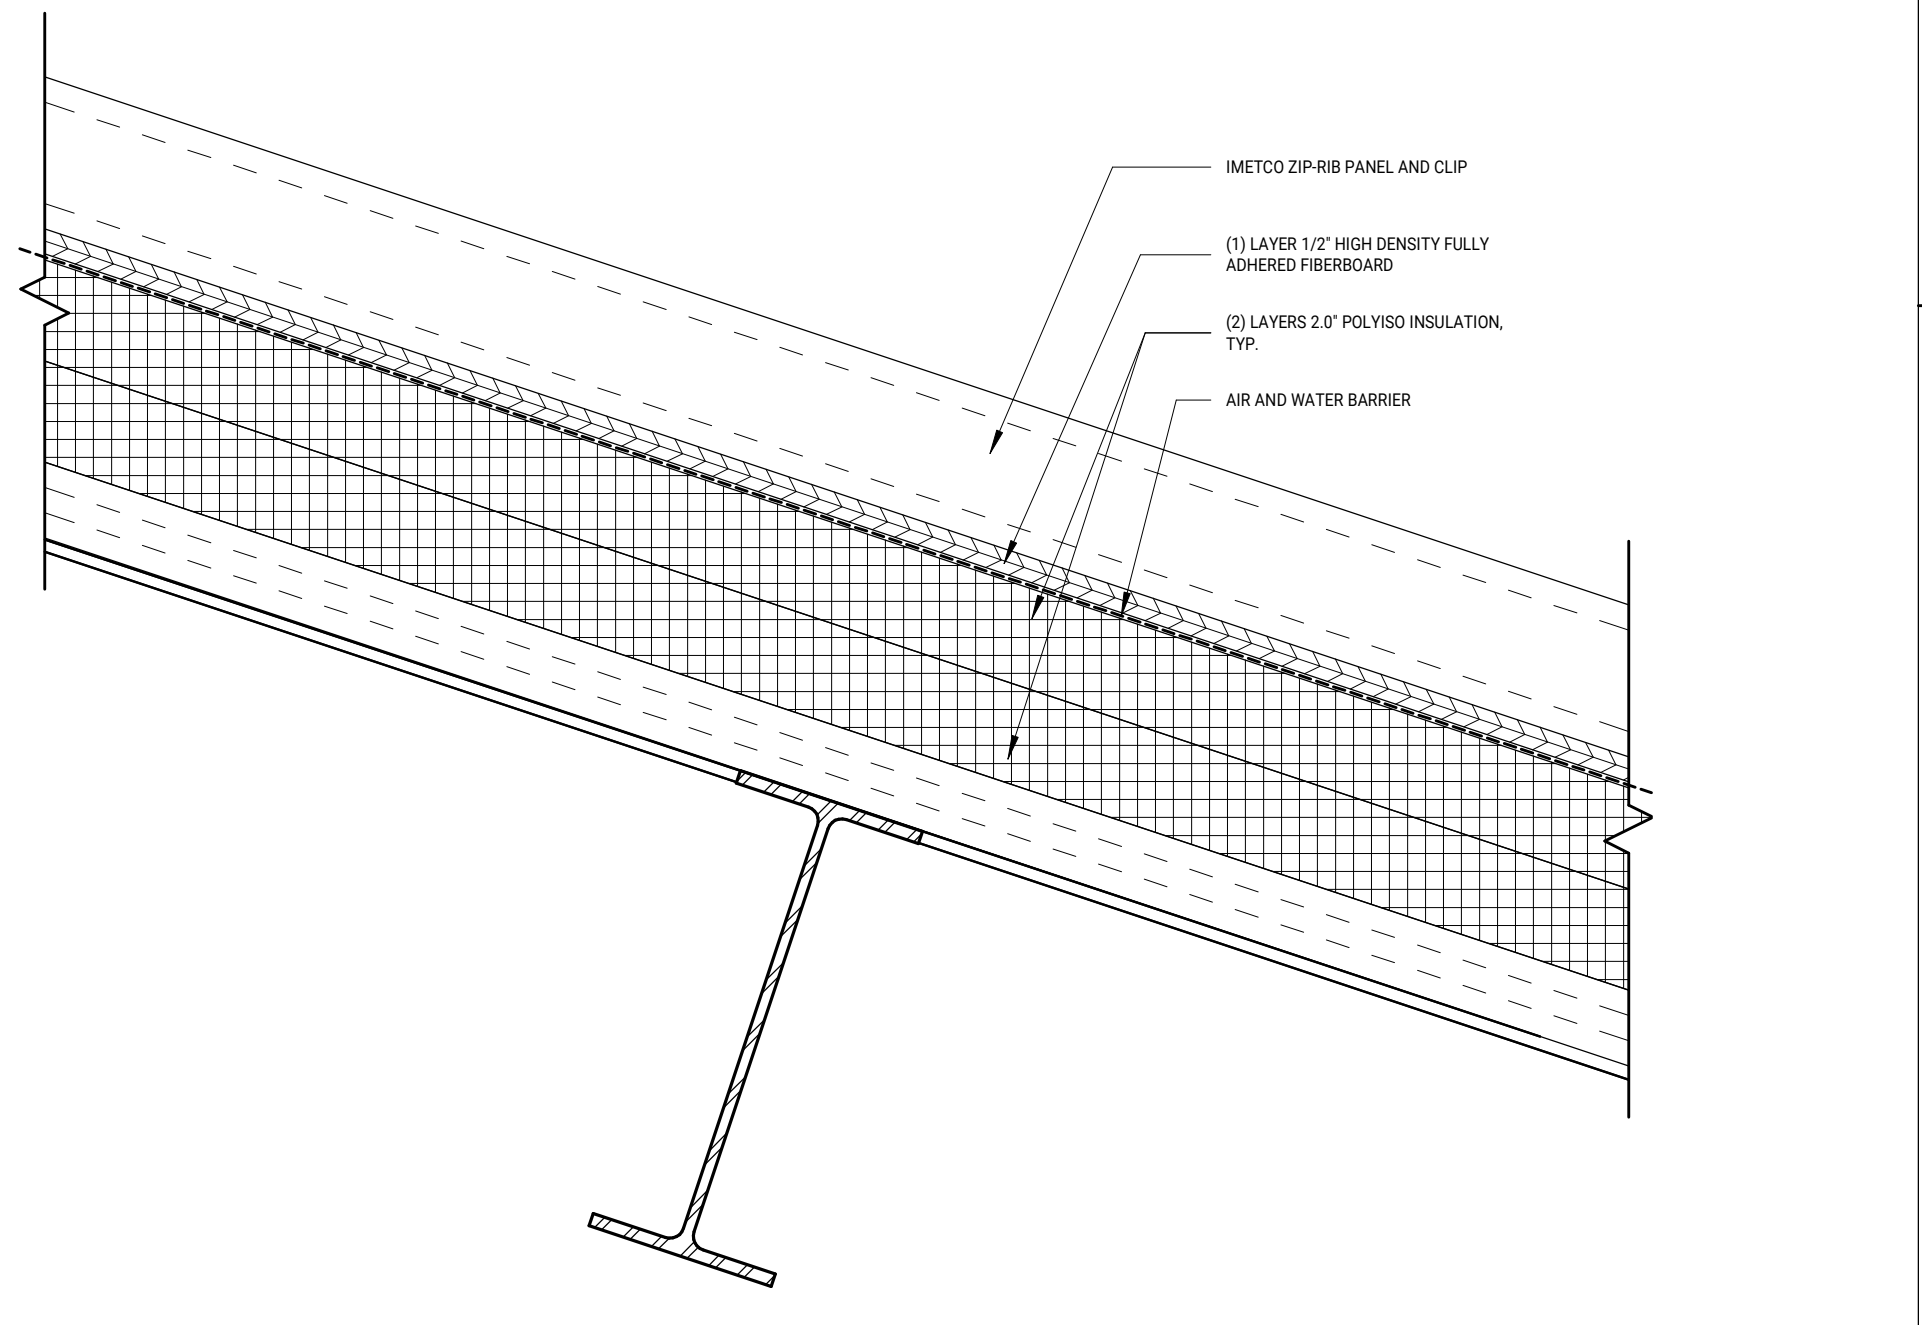 IMETCO ZIP-RIB PANEL AND CLIP
(1) LAYER 1/2" HIGH DENSITY FULLY
ADHERED FIBERBOARD
(2) LAYERS 2.0" POLYISO INSULATION,
TYP.
AIR AND WATER BARRIER